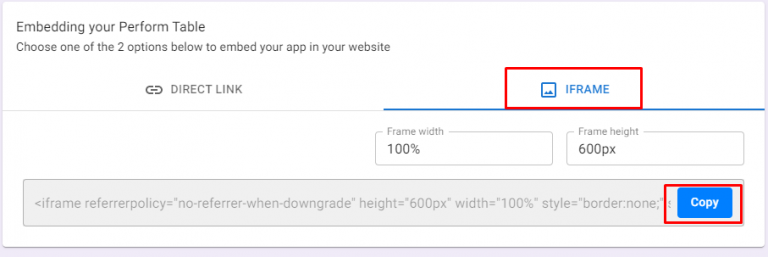 Embedding your Perform Table
Choose one of the 2 options below to embed your app in your website
DIRECT LINK
IFRAME
Frame width
100%
Frame height
600px
<iframe referrerpolicy="no-referrer-when-downgrade" height="600px" width="100%" style="border:none;"
Copy